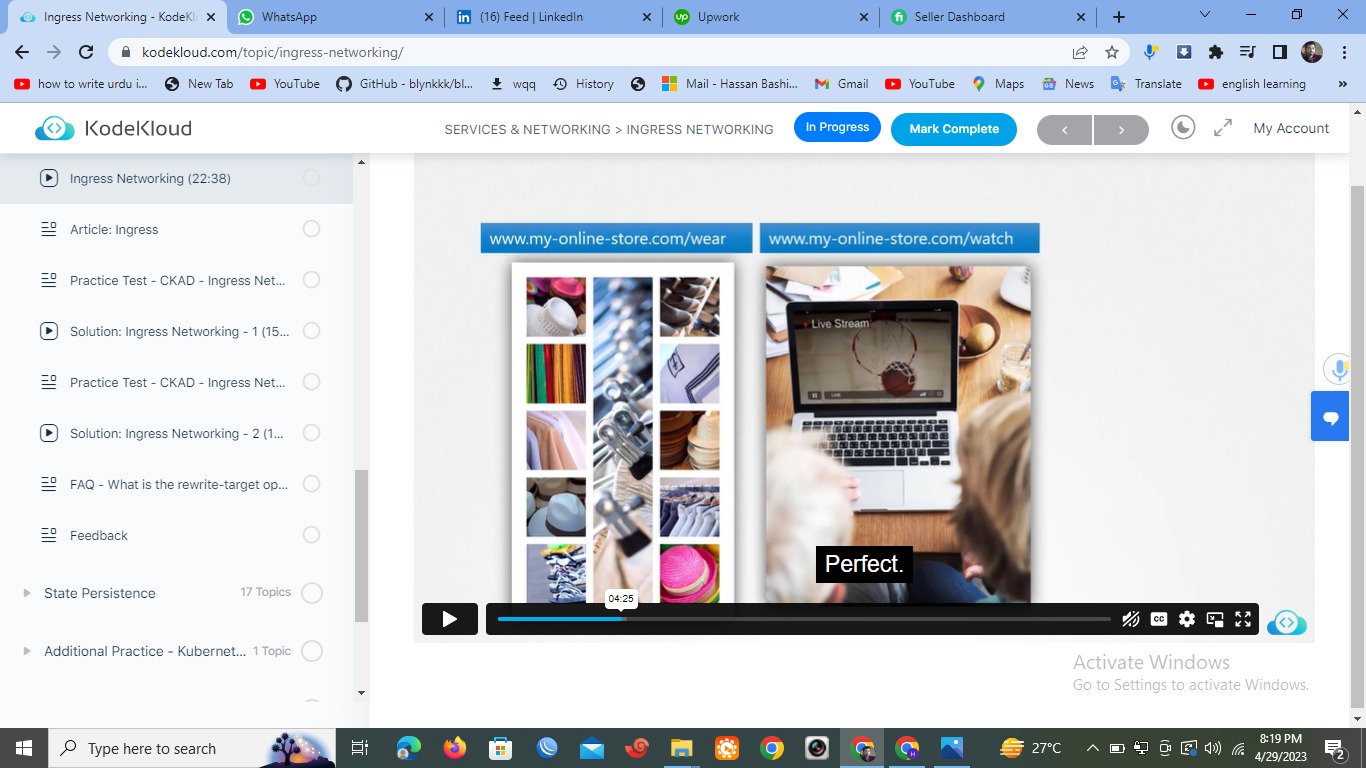 Ingress Networking - KodeKl
WhatsApp
(16) Feed | LinkedIn
Upwork
Seller Dashboard
kodekloud.com/topic/ingress-networking/
how to write urdu i...
New Tab
YouTube
GitHub - blynkkk/bl...
wqq
History
Mail - Hassan Bashi...
Gmail
YouTube
Maps
News
Translate
english learning
»
KodeKloud
SERVICES & NETWORKING > INGRESS NETWORKING
In Progress
Mark Complete
My Account
Ingress Networking (22:38)
Article: Ingress
Practice Test - CKAD - Ingress Net...
Solution: Ingress Networking - 1 (15...
Practice Test - CKAD - Ingress Net...
Solution: Ingress Networking - 2 (1...
FAQ - What is the rewrite-target op...
Feedback
State Persistence 17 Topics
Additional Practice - Kubernet... 1 Topic
www.my-online-store.com/wear
www.my-online-store.com/watch
Live Stream
LIVE
Perfect.
04:25
CC
Activate Windows
Go to Settings to activate Windows.
Type here to search
27°C
8:19 PM
4/29/2023
2